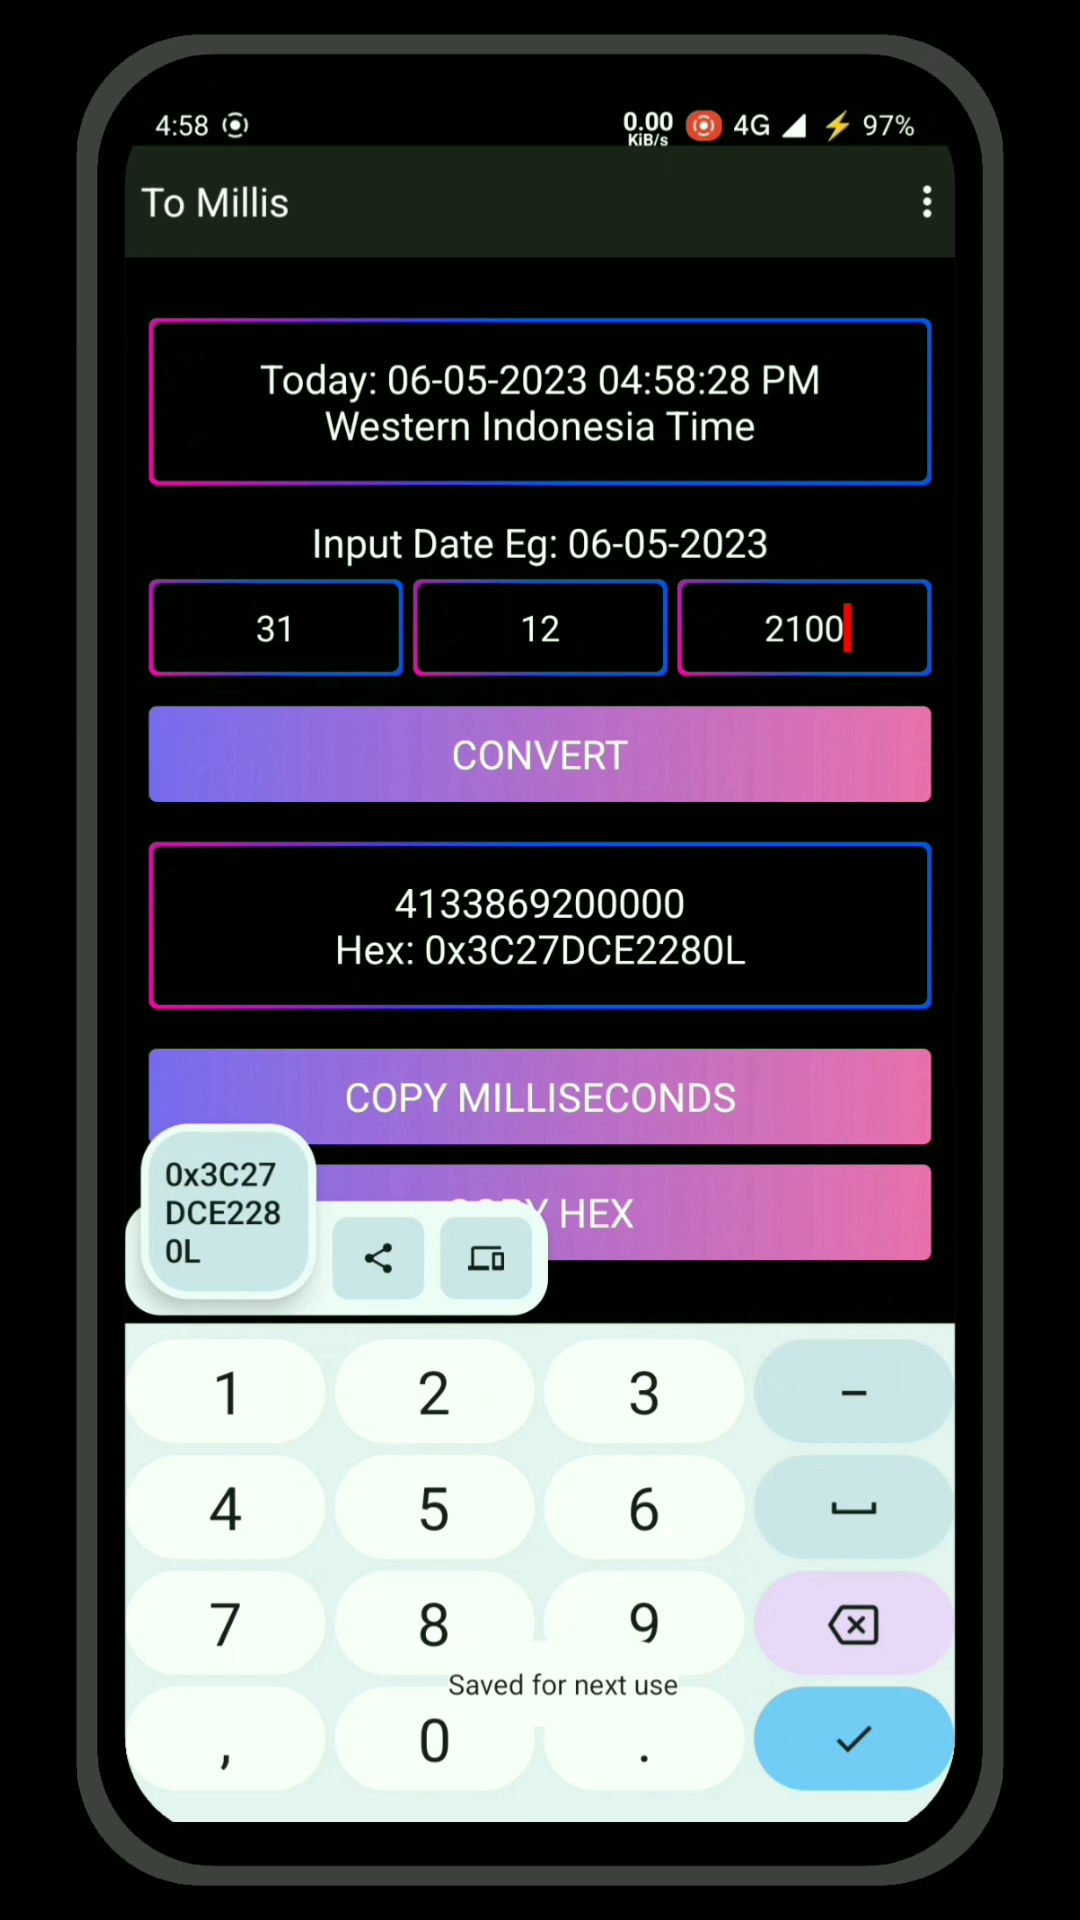 4:58 0.00 KiB/s 4G 97%
To Millis
Today: 06-05-2023 04:58:28 PM
Western Indonesia Time
Input Date Eg: 06-05-2023
31 12 2100
CONVERT
4133869200000
Hex: 0x3C27DCE2280L
COPY MILLISECONDS
COPY HEX
0x3C27
DCE228
0L
1 2 3 –
4 5 6
7 8 9
Saved for next use
, 0 .